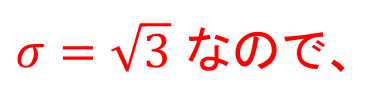 σ = √3 なので、